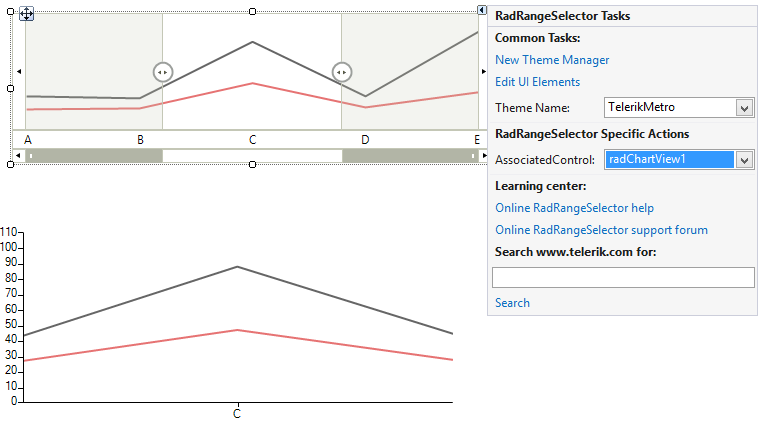 A B C D E
110
100
90
80
70
60
50
40
30
20
10
0
C
RadRangeSelector Tasks
Common Tasks:
New Theme Manager
Edit UI Elements
Theme Name: TelerikMetro
RadRangeSelector Specific Actions
AssociatedControl: radChartView1
Learning center:
Online RadRangeSelector help
Online RadRangeSelector support forum
Search www.telerik.com for:
Search